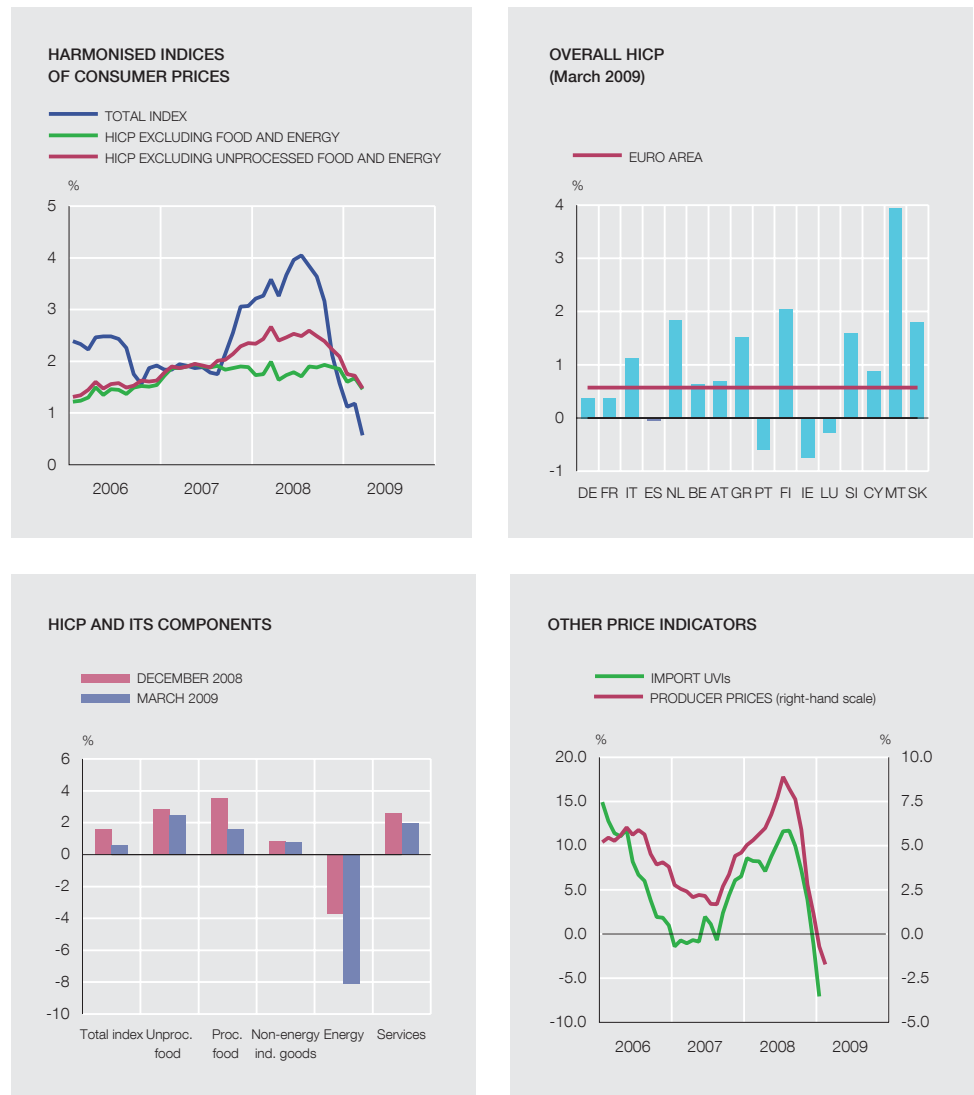 HARMONISED INDICES
OF CONSUMER PRICES
TOTAL INDEX
HICP EXCLUDING FOOD AND ENERGY
HICP EXCLUDING UNPROCESSED FOOD AND ENERGY
%
5
4
3
2
1
0
2006 2007 2008 2009
OVERALL HICP
(March 2009)
EURO AREA
%
4
3
2
1
0
-1
DE FR IT ES NL BE AT GR PT FI IE LU SI CY MT SK
HICP AND ITS COMPONENTS
DECEMBER 2008
MARCH 2009
%
6
4
2
0
-2
-4
-6
-8
-10
Total index Unproc. Proc. Non-energy Energy Services
food food ind. goods
OTHER PRICE INDICATORS
IMPORT UVIs
PRODUCER PRICES (right-hand scale)
% %
20.0 10.0
15.0 7.5
10.0 5.0
5.0 2.5
0.0 0.0
-5.0 -2.5
-10.0 -5.0
2006 2007 2008 2009